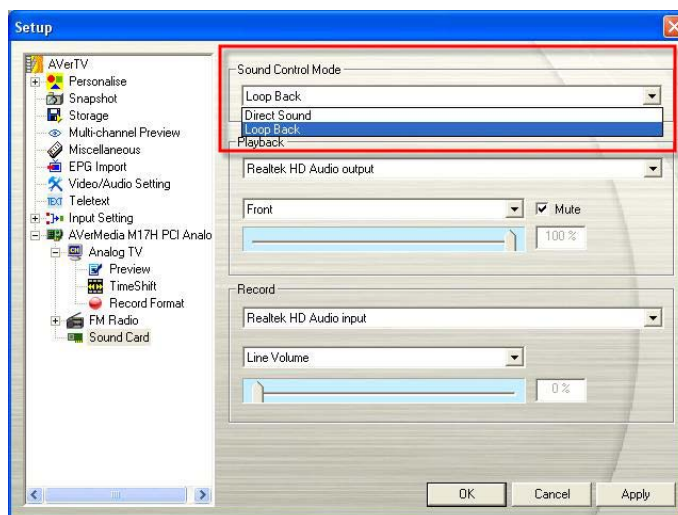 Setup
AVerTV
Personalise
Snapshot
Storage
Multi-channel Preview
Miscellaneous
EPG Import
Video/Audio Setting
TEXT Teletext
Input Setting
AVerMedia M17H PCI Analo
CH Analog TV
Preview
TimeShift
Record Format
FM Radio
Sound Card
Sound Control Mode
Loop Back
Direct Sound
Loop Back
Playback
Realtek HD Audio output
Front
Mute
100 %
Record
Realtek HD Audio input
Line Volume
0 %
OK Cancel Apply